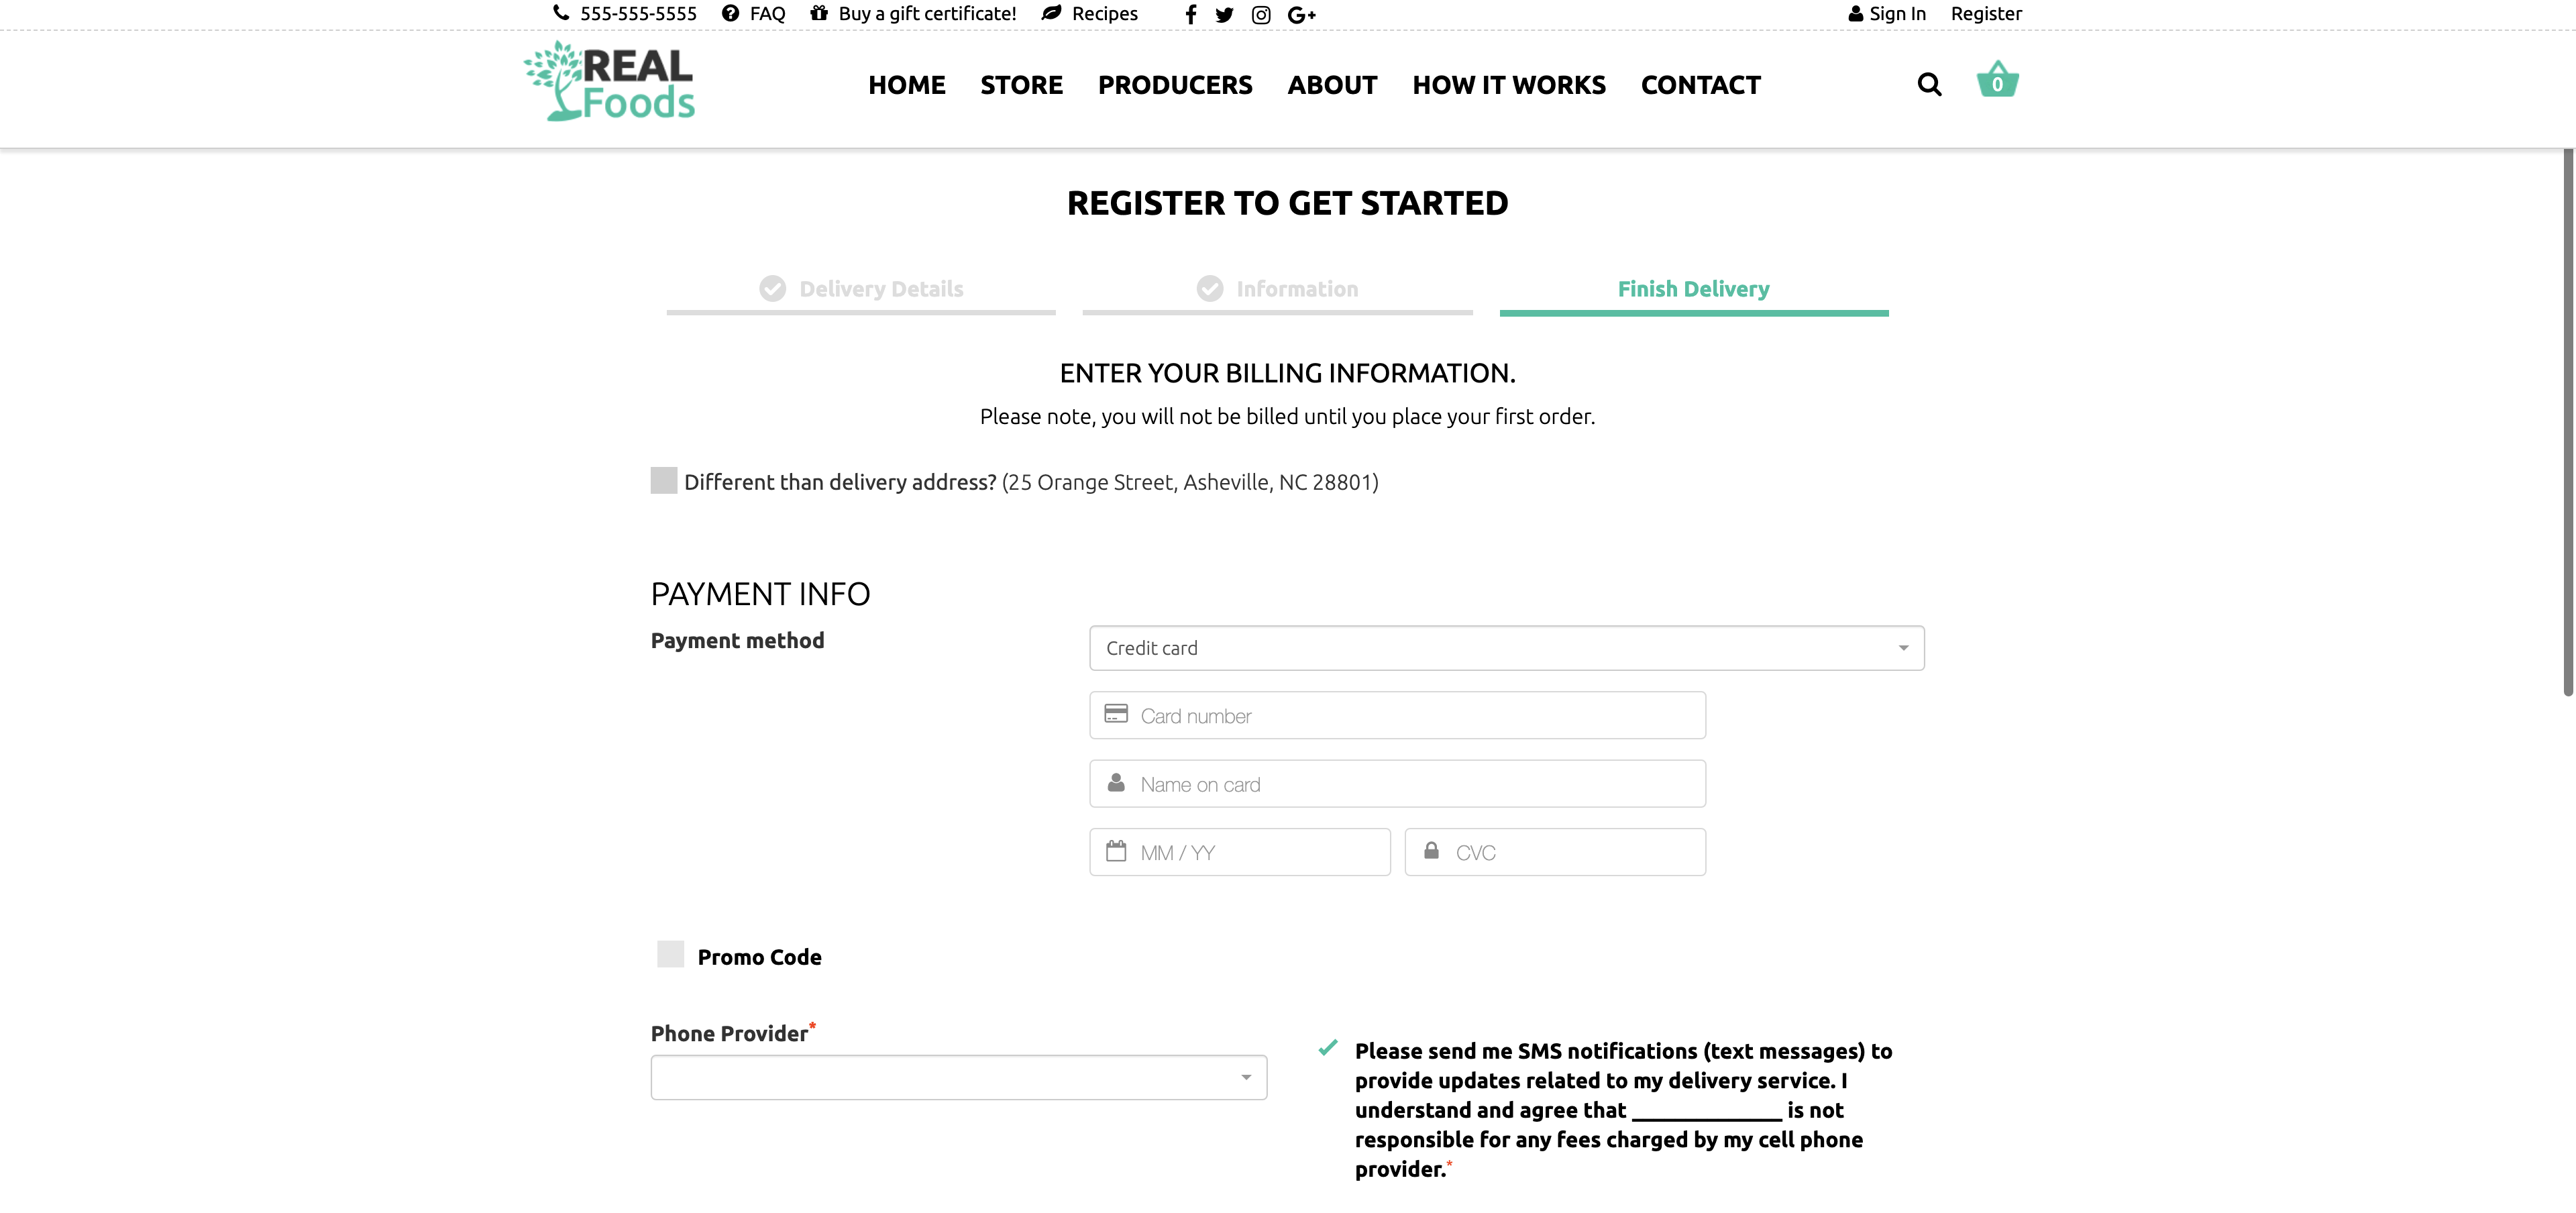 555-555-5555 FAQ Buy a gift certificate! Recipes Sign In Register
REAL
Foods
HOME STORE PRODUCERS ABOUT HOW IT WORKS CONTACT 0
REGISTER TO GET STARTED
Delivery Details Information Finish Delivery
ENTER YOUR BILLING INFORMATION.
Please note, you will not be billed until you place your first order.
Different than delivery address? (25 Orange Street, Asheville, NC 28801)
PAYMENT INFO
Payment method
Credit card
Card number
Name on card
MM / YY CVC
Promo Code
Phone Provider*
Please send me SMS notifications (text messages) to
provide updates related to my delivery service. I
understand and agree that ______________ is not
responsible for any fees charged by my cell phone
provider.*